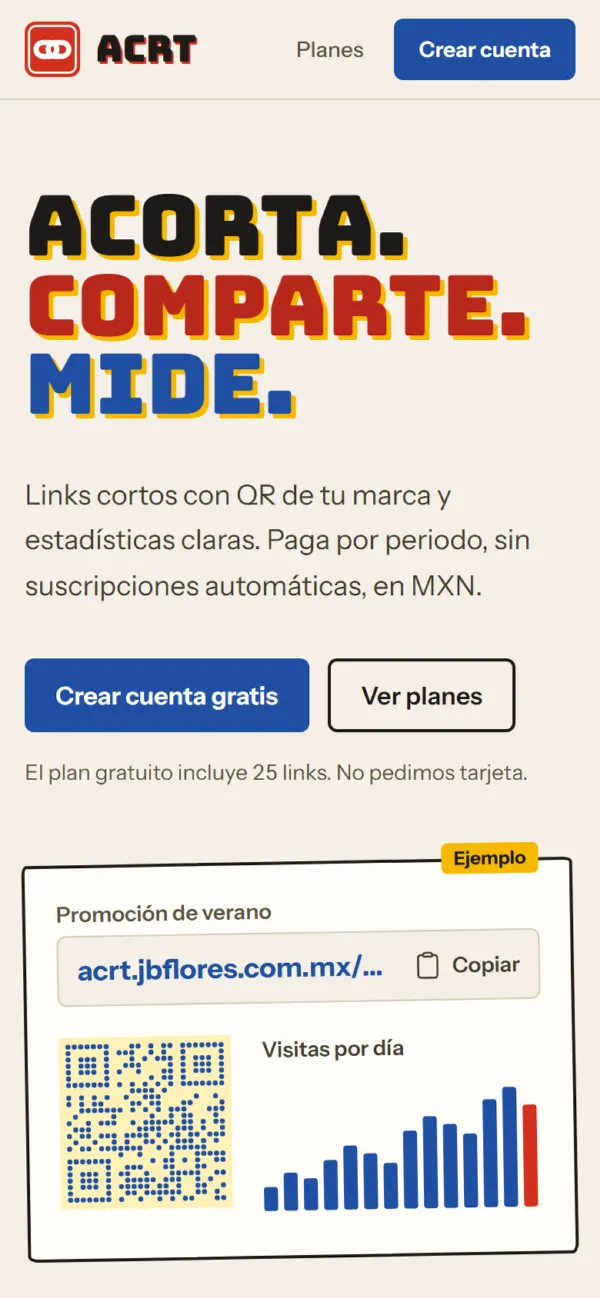 ACRT
Planes
Crear cuenta
ACORTA.
COMPARTE.
MIDE.
Links cortos con QR de tu marca y
estadísticas claras. Paga por periodo, sin
suscripciones automáticas, en MXN.
Crear cuenta gratis
Ver planes
El plan gratuito incluye 25 links. No pedimos tarjeta.
Ejemplo
Promoción de verano
acrt.jbflores.com.mx/...
Copiar
Visitas por día